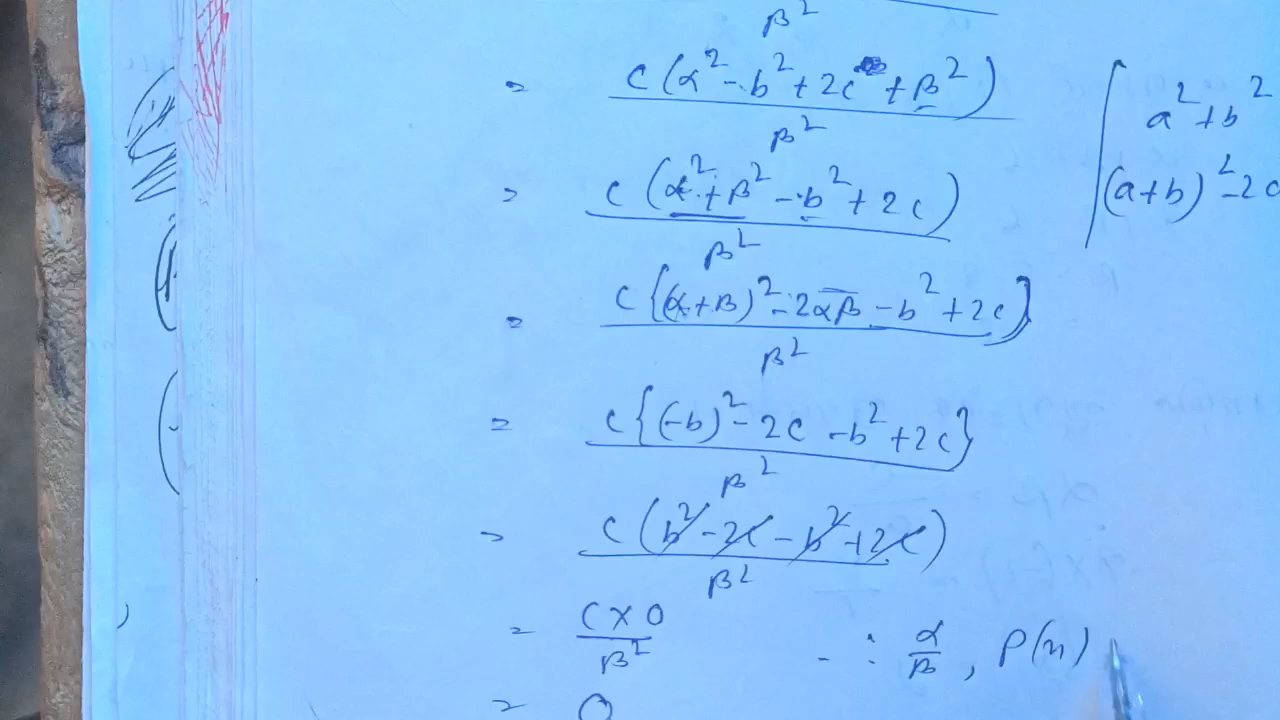 β²
= c(α² - b² + 2c + β²)
β²
= c(α² + β² - b² + 2c)
β²
= c{(α+β)² - 2αβ - b² + 2c}
β²
= c{(-b)² - 2c - b² + 2c}
β²
= c(b² - 2c - b² + 2c)
β²
= c × 0
β²
= 0
a² + b²
(a+b)² - 2a
∴ α/β, P(x)